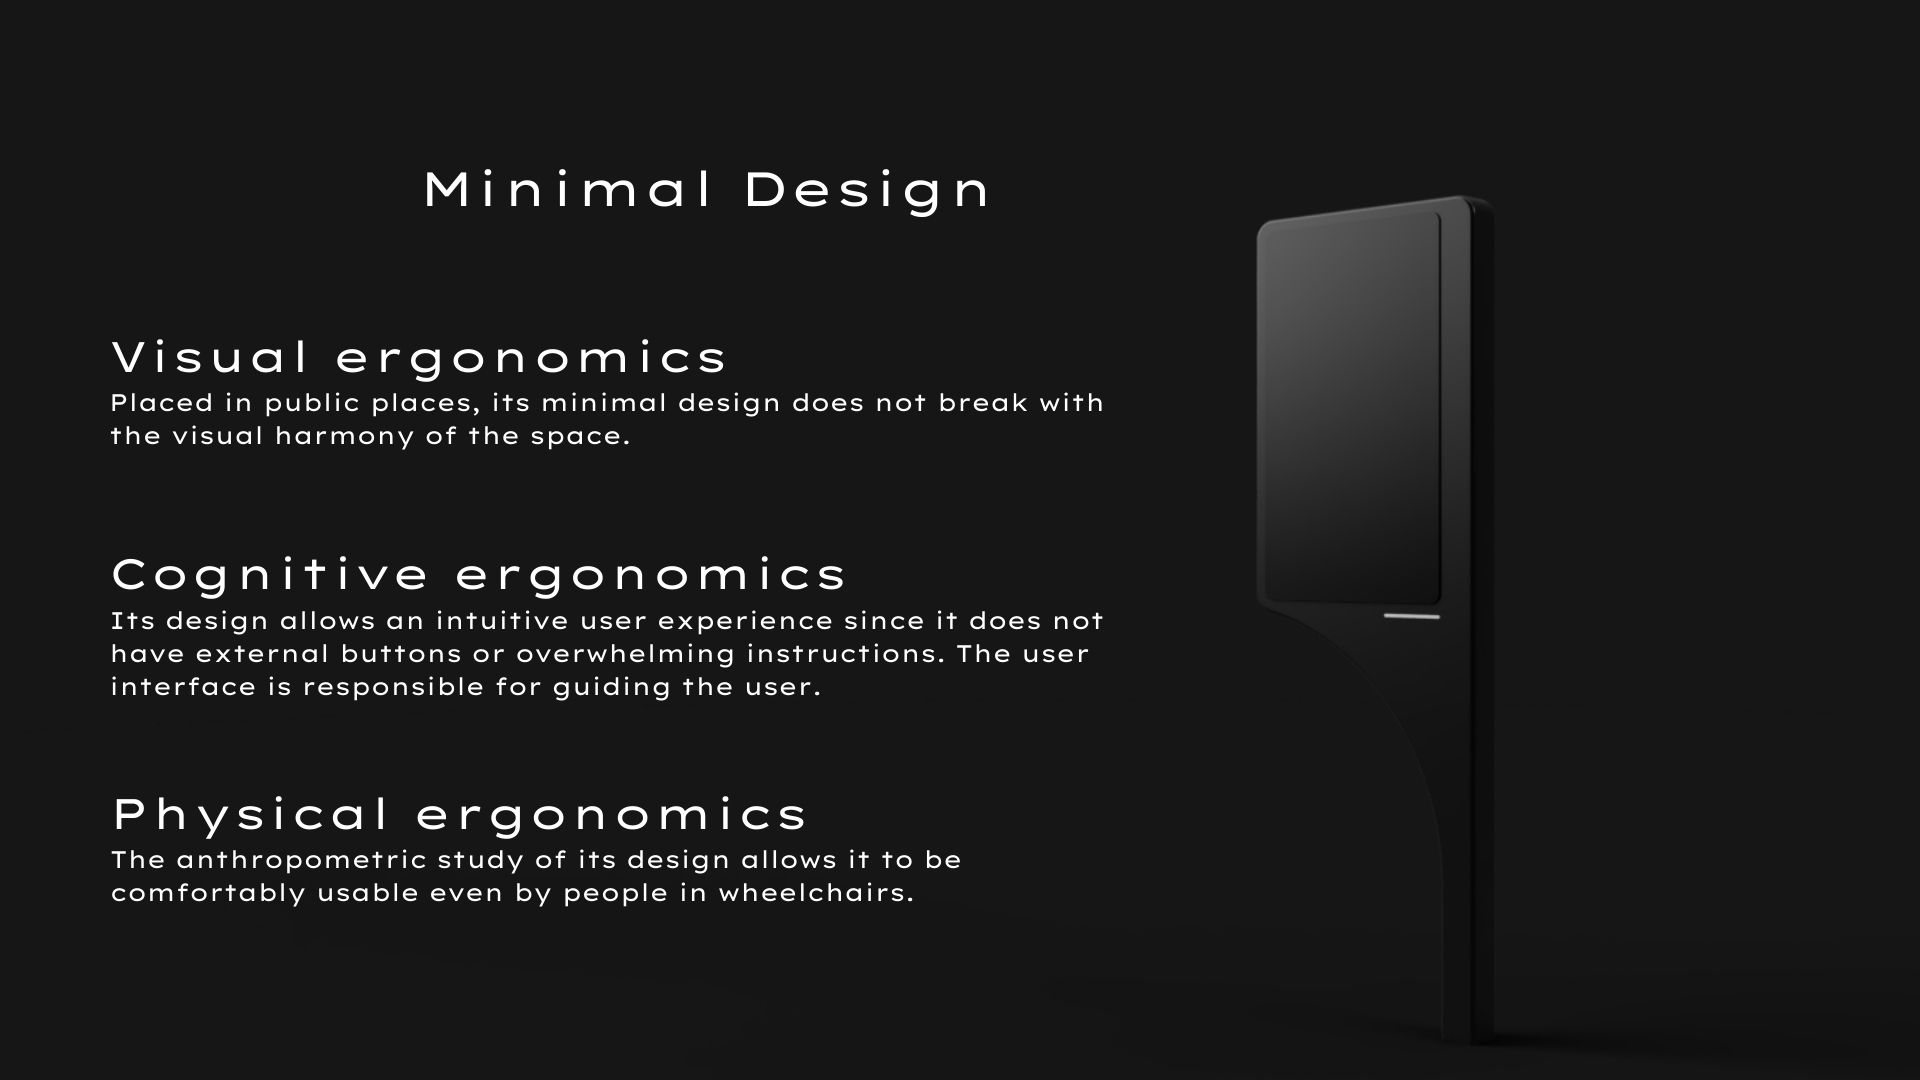 Minimal Design
Visual ergonomics
Placed in public places, its minimal design does not break with
the visual harmony of the space.
Cognitive ergonomics
Its design allows an intuitive user experience since it does not
have external buttons or overwhelming instructions. The user
interface is responsible for guiding the user.
Physical ergonomics
The anthropometric study of its design allows it to be
comfortably usable even by people in wheelchairs.